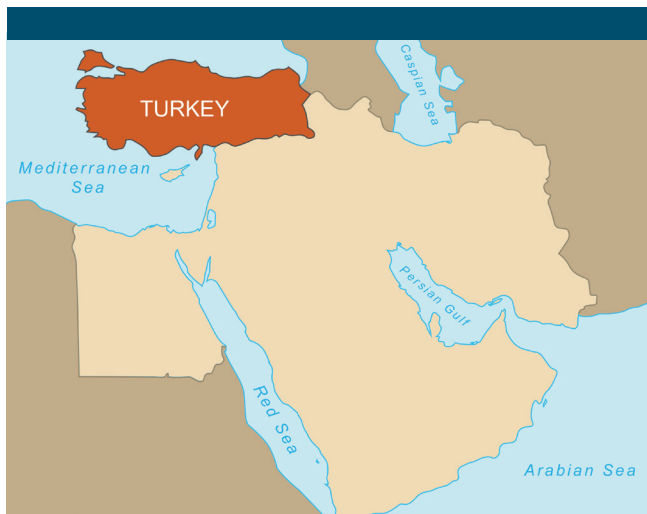 Caspian Sea
TURKEY
Mediterranean
Sea
Persian Gulf
Red Sea
Arabian Sea